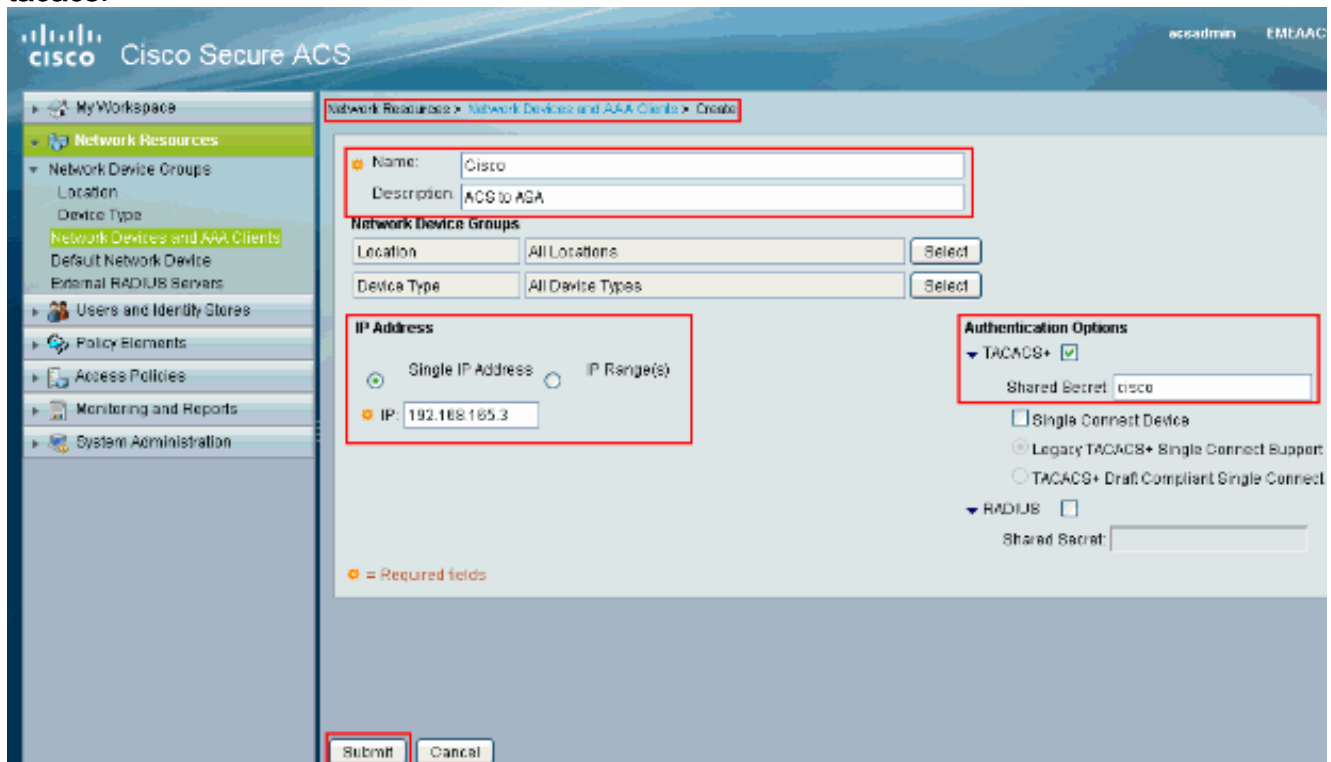 tacacs.
cisco Cisco Secure ACS
acsadmin EMEAAC
My Workspace
Network Resources
Network Device Groups
Location
Device Type
Network Devices and AAA Clients
Default Network Device
External RADIUS Servers
Users and Identity Stores
Policy Elements
Access Policies
Monitoring and Reports
System Administration
Network Resources > Network Devices and AAA Clients > Create
Name: Cisco
Description: ACS to ASA
Network Device Groups
Location All Locations Select
Device Type All Device Types Select
IP Address
Single IP Address IP Range(s)
IP: 192.168.165.3
Authentication Options
TACACS+
Shared Secret: cisco
Single Connect Device
Legacy TACACS+ Single Connect Support
TACACS+ Draft Compliant Single Connect
RADIUS
Shared Secret:
= Required fields
Submit Cancel